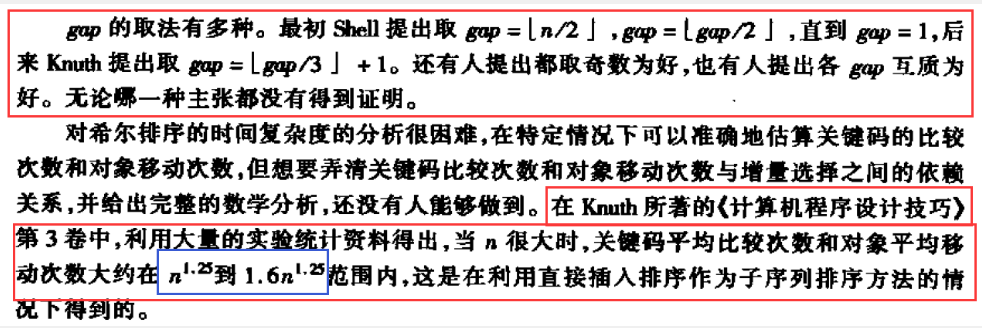 gap 的取法有多种。最初 Shell 提出取 gap = ⌊n/2⌋,gap = ⌊gap/2⌋,直到 gap = 1,后
来 Knuth 提出取 gap = ⌊gap/3⌋ + 1。还有人提出都取奇数为好,也有人提出各 gap 互质为
好。无论哪一种主张都没有得到证明。
对希尔排序的时间复杂度的分析很困难,在特定情况下可以准确地估算关键码的比较
次数和对象移动次数,但想要弄清关键码比较次数和对象移动次数与增量选择之间的依赖
关系,并给出完整的数学分析,还没有人能够做到。在 Knuth 所著的《计算机程序设计技巧》
第 3 卷中,利用大量的实验统计资料得出,当 n 很大时,关键码平均比较次数和对象平均移
动次数大约在 n^1.25 到 1.6n^1.25 范围内,这是在利用直接插入排序作为子序列排序方法的情
况下得到的。